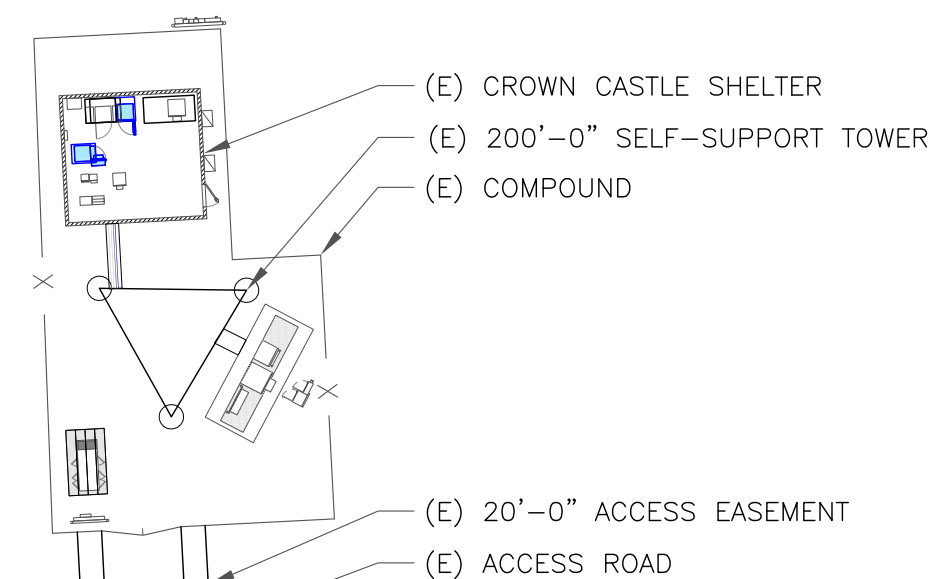 (E) CROWN CASTLE SHELTER
(E) 200'-0" SELF-SUPPORT TOWER
(E) COMPOUND
(E) 20'-0" ACCESS EASEMENT
(E) ACCESS ROAD